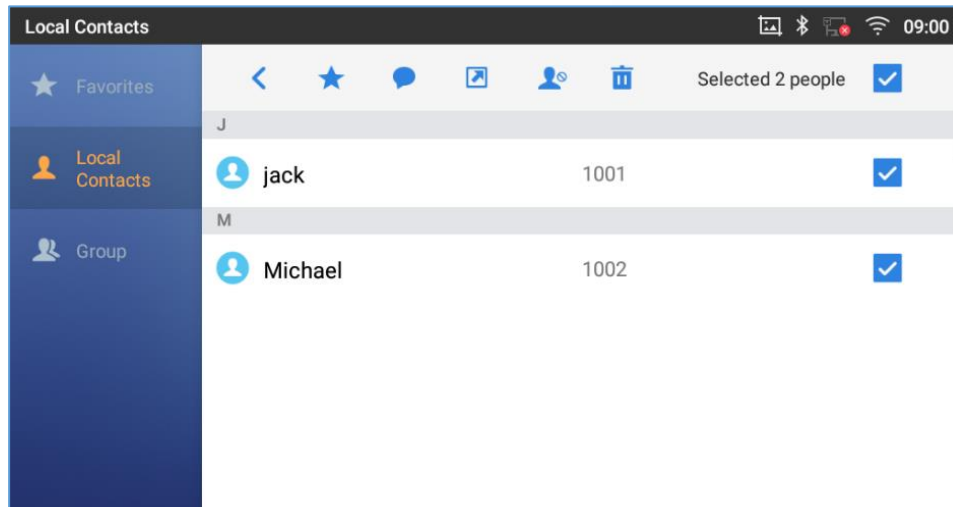 Local Contacts
09:00
Favorites
Selected 2 people
J
Local
Contacts
jack
1001
M
Group
Michael
1002